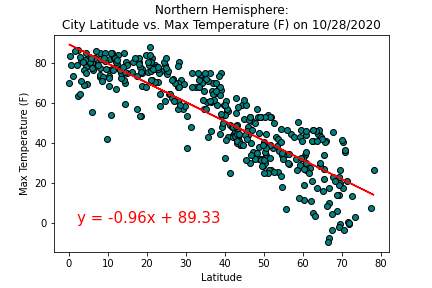 Northern Hemisphere:
City Latitude vs. Max Temperature (F) on 10/28/2020
Max Temperature (F)
80
60
40
20
0
y = -0.96x + 89.33
0 10 20 30 40 50 60 70 80
Latitude